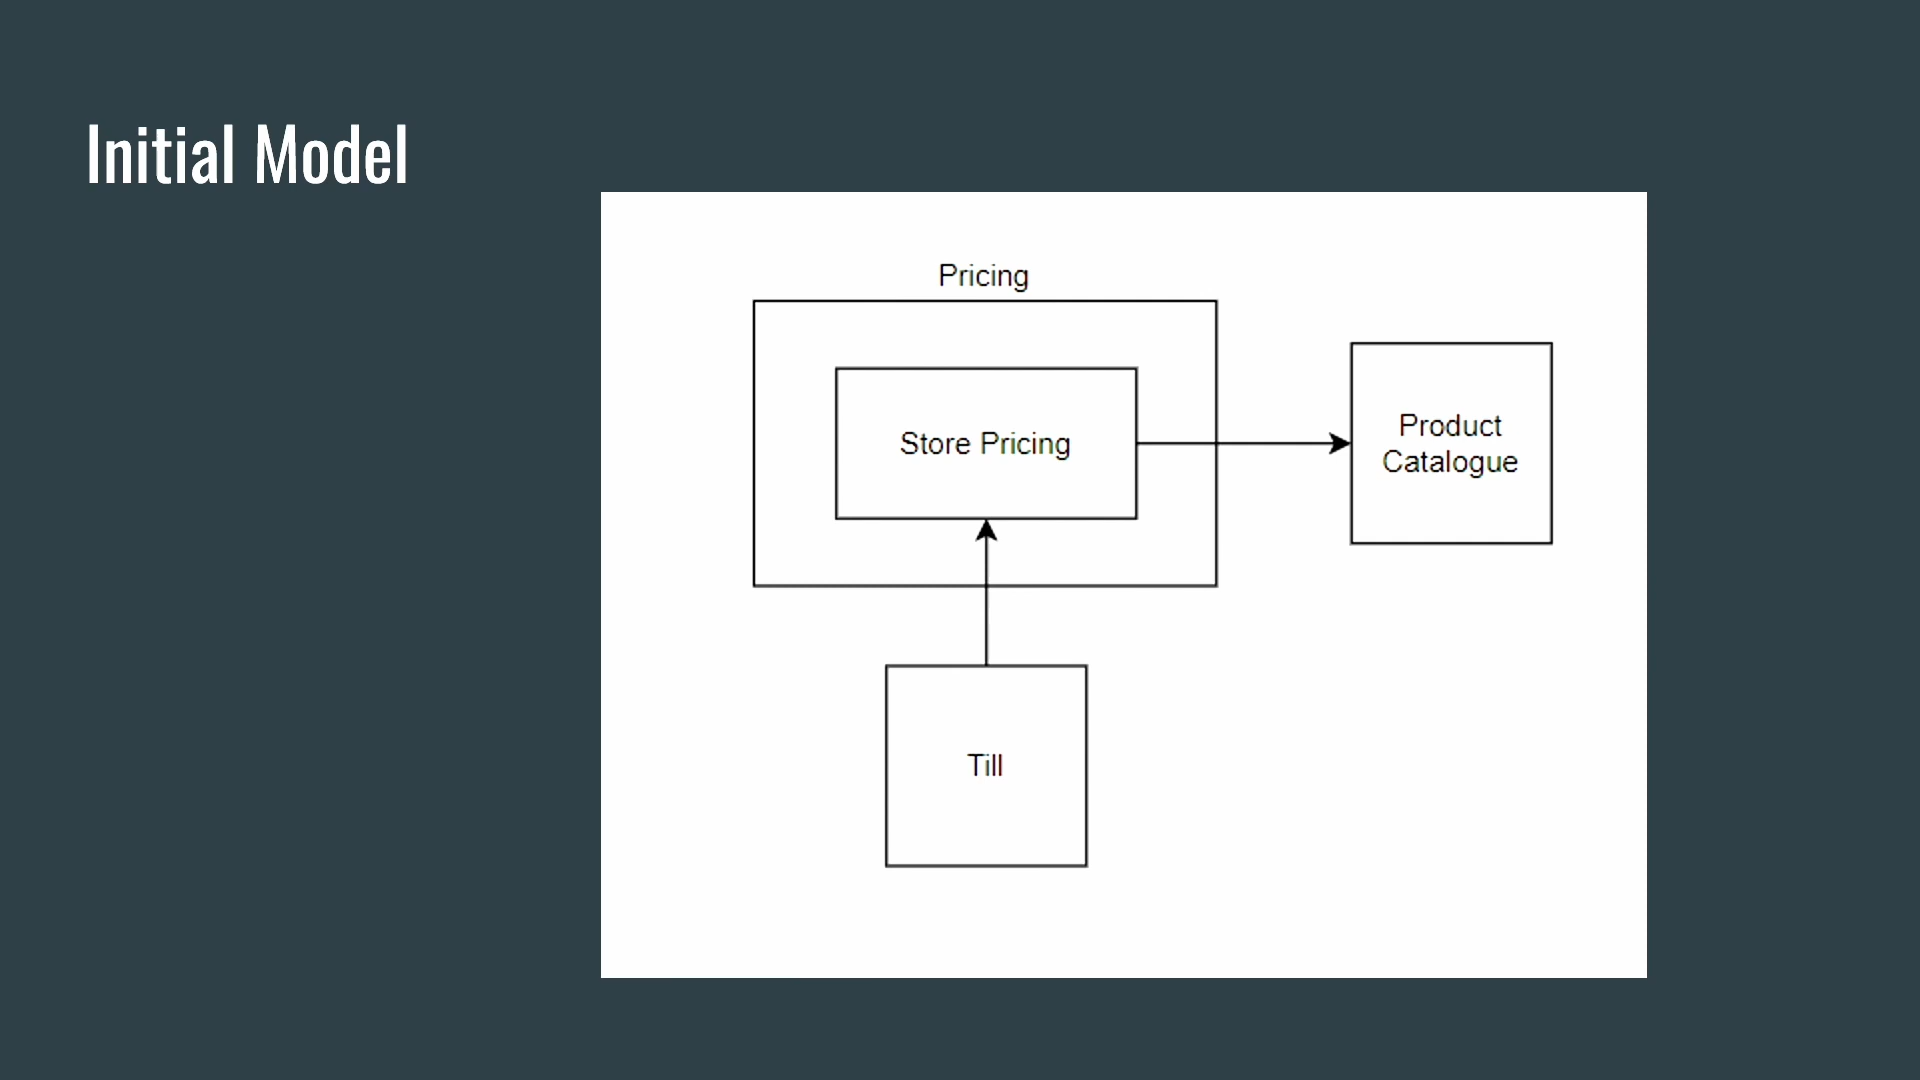 Initial Model
Pricing
Store Pricing
Product
Catalogue
Till